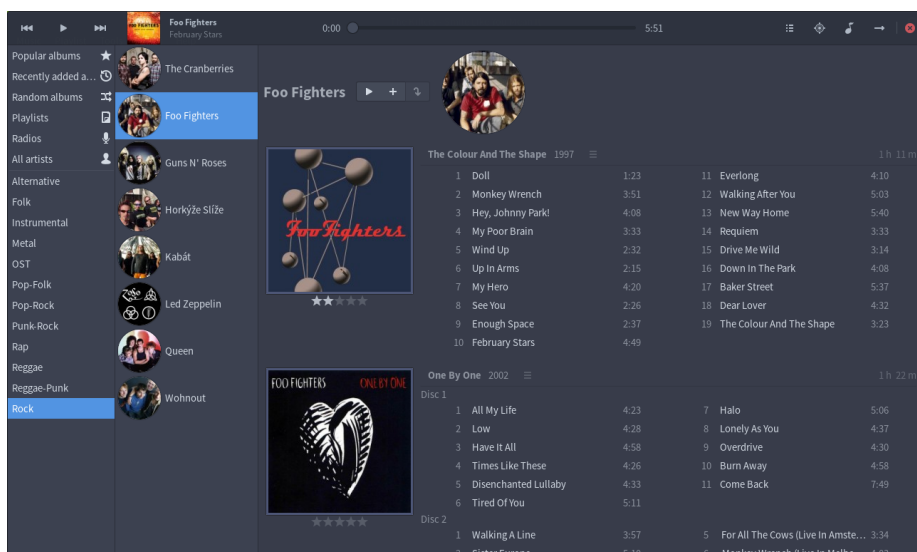 Foo Fighters
February Stars
0:00
5:51
Popular albums
Recently added a...
Random albums
Playlists
Radios
All artists
Alternative
Folk
Instrumental
Metal
OST
Pop-Folk
Pop-Rock
Punk-Rock
Rap
Reggae
Reggae-Punk
Rock
The Cranberries
Foo Fighters
Guns N' Roses
Horkýže Slíže
Kabát
Led Zeppelin
Queen
Wohnout
Foo Fighters
Foo Fighters
The Colour And The Shape 1997
1 h 11 m
1 Doll 1:23
2 Monkey Wrench 3:51
3 Hey, Johnny Park! 4:08
4 My Poor Brain 3:33
5 Wind Up 2:32
6 Up In Arms 2:15
7 My Hero 4:20
8 See You 2:26
9 Enough Space 2:37
10 February Stars 4:49
11 Everlong 4:10
12 Walking After You 5:03
13 New Way Home 5:40
14 Requiem 3:33
15 Drive Me Wild 3:14
16 Down In The Park 4:08
17 Baker Street 5:37
18 Dear Lover 4:32
19 The Colour And The Shape 3:23
FOO FIGHTERS ONE BY ONE
One By One 2002
1 h 22 m
Disc 1
1 All My Life 4:23
2 Low 4:28
3 Have It All 4:58
4 Times Like These 4:26
5 Disenchanted Lullaby 4:33
6 Tired Of You 5:11
7 Halo 5:06
8 Lonely As You 4:37
9 Overdrive 4:30
10 Burn Away 4:58
11 Come Back 7:49
Disc 2
1 Walking A Line 3:57
5 For All The Cows (Live In Amste... 3:34